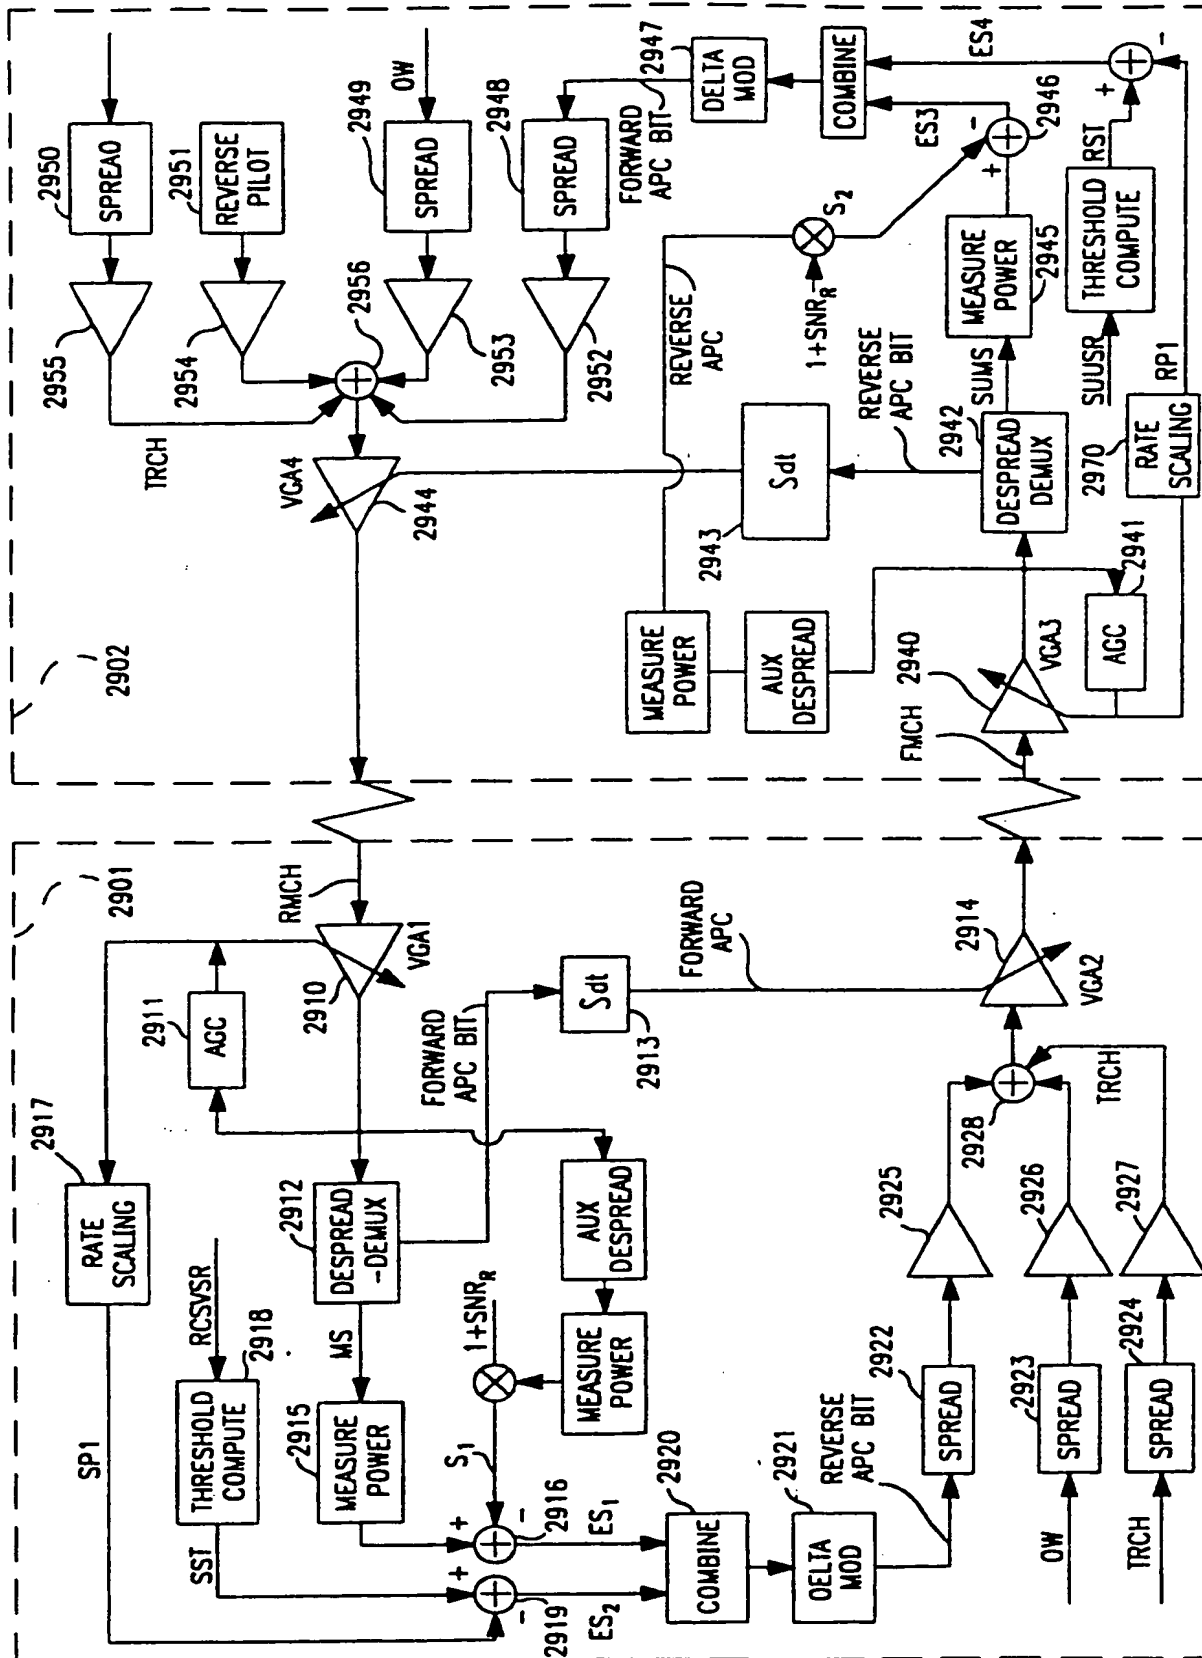 2950
SPREAD
2951
REVERSE
PILOT
2949
OW
SPREAD
2948
SPREAD
FORWARD
APC BIT
2947
DELTA
MOD
COMBINE
ES4
ES3
-
+
2946
-
+
2955
2954
2956
2953
2952
TRCH
VGA4
2944
REVERSE
APC
1+SNRR
S2
MEASURE
POWER
2945
RST
THRESHOLD
COMPUTE
SUUSR
REVERSE
APC BIT
SUMS
2942
DESPREAD
DEMUX
Sdt
2943
RP1
2970
RATE
SCALING
2941
AGC
MEASURE
POWER
AUX
DESPREAD
2940
VGA3
FMCH
2902
2901
RMCH
VGA1
2910
2911
AGC
2917
RATE
SCALING
FORWARD
APC BIT
Sdt
2913
FORWARD
APC
2914
VGA2
RCSVSR
2918
THRESHOLD
COMPUTE
2912
DESPREAD
-DEMUX
MS
2915
MEASURE
POWER
AUX
DESPREAD
1+SNRR
MEASURE
POWER
S1
SP1
SST
+
-
2919
ES2
+
-
2916
ES1
2920
COMBINE
2921
DELTA
MOD
REVERSE
APC BIT
2922
SPREAD
2925
2928
TRCH
2923
SPREAD
2926
OW
2924
SPREAD
2927
TRCH